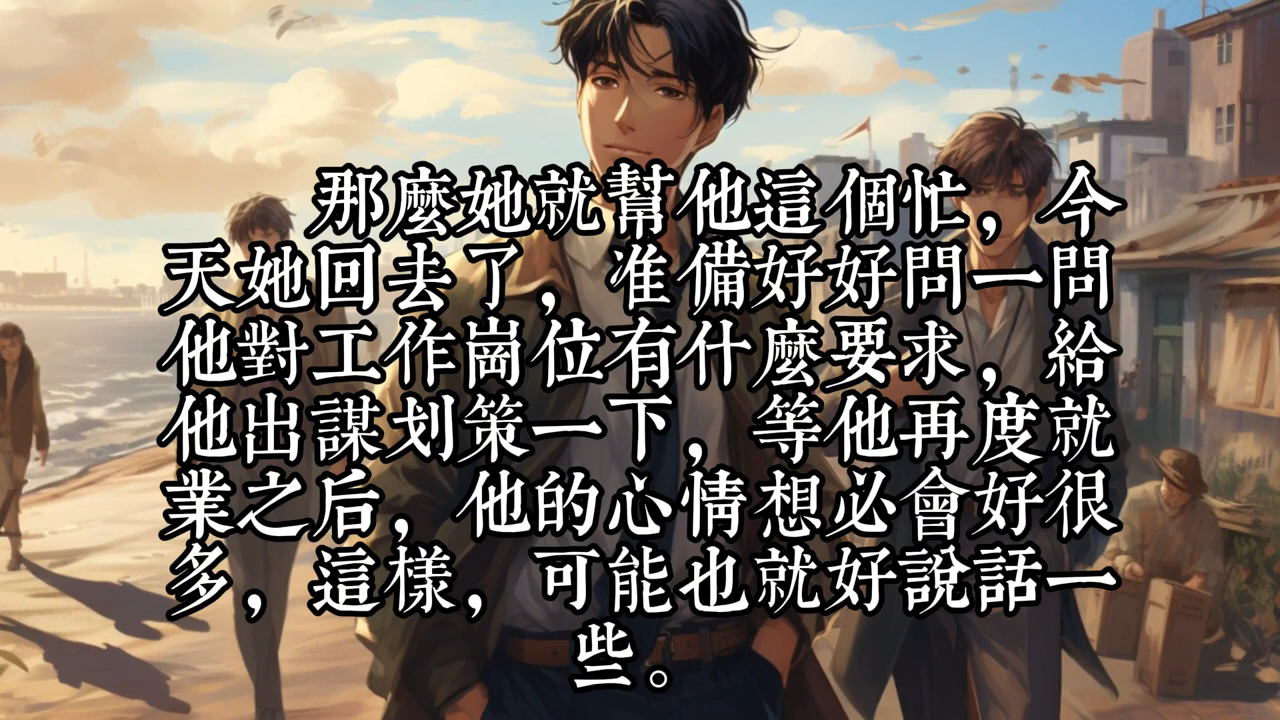 那麼她就幫他這個忙，今
天她回去了，准備好好問一問
他對工作崗位有什麼要求，給
他出謀划策一下，等他再度就
業之后，他的心情想必會好很
多，這樣，可能也就好說話一
些。